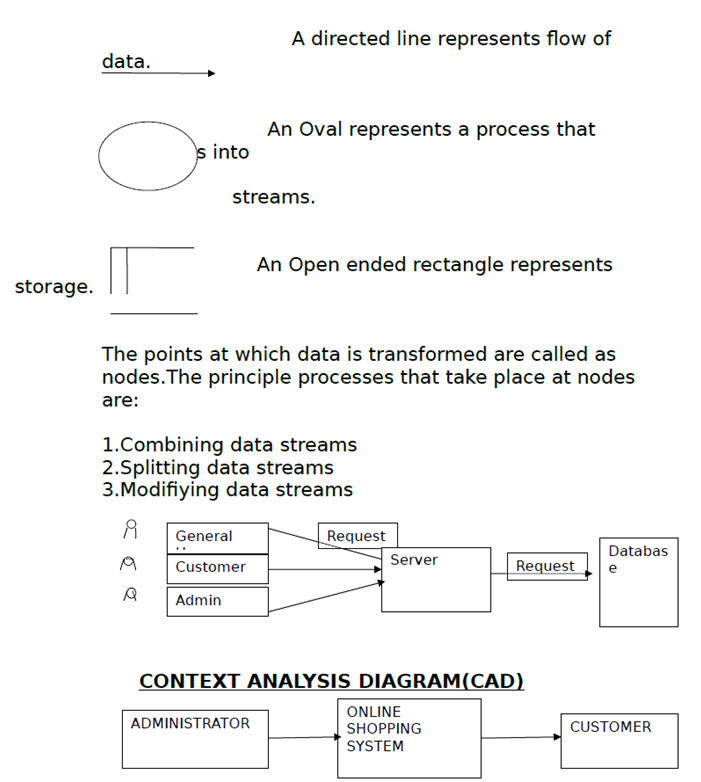 A directed line represents flow of
data.
An Oval represents a process that
s into
streams.
An Open ended rectangle represents
storage.
The points at which data is transformed are called as
nodes.The principle processes that take place at nodes
are:
1.Combining data streams
2.Splitting data streams
3.Modifiying data streams
General
Request
Customer
Admin
Server
Request
Databas
e
CONTEXT ANALYSIS DIAGRAM(CAD)
ADMINISTRATOR
ONLINE
SHOPPING
SYSTEM
CUSTOMER